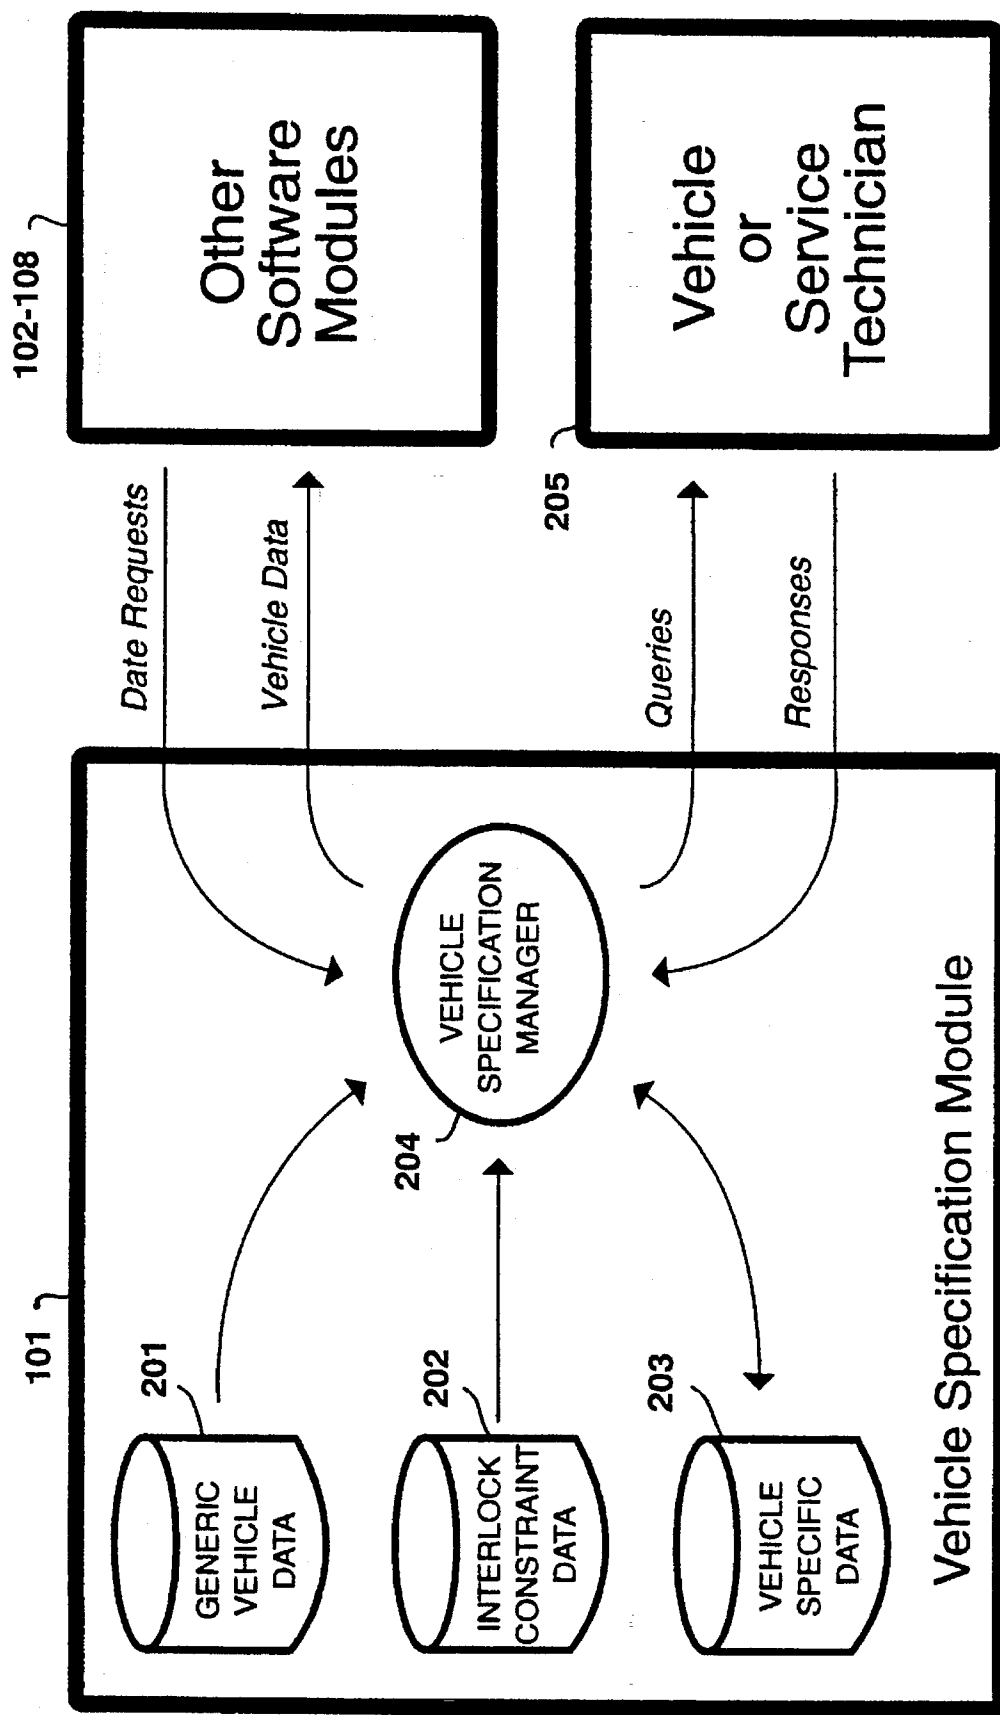 101
201
GENERIC
VEHICLE
DATA
202
INTERLOCK
CONSTRAINT
DATA
203
VEHICLE
SPECIFIC
DATA
204
VEHICLE
SPECIFICATION
MANAGER
Vehicle Specification Module
Date Requests
Vehicle Data
Queries
Responses
102-108
Other
Software
Modules
205
Vehicle
or
Service
Technician